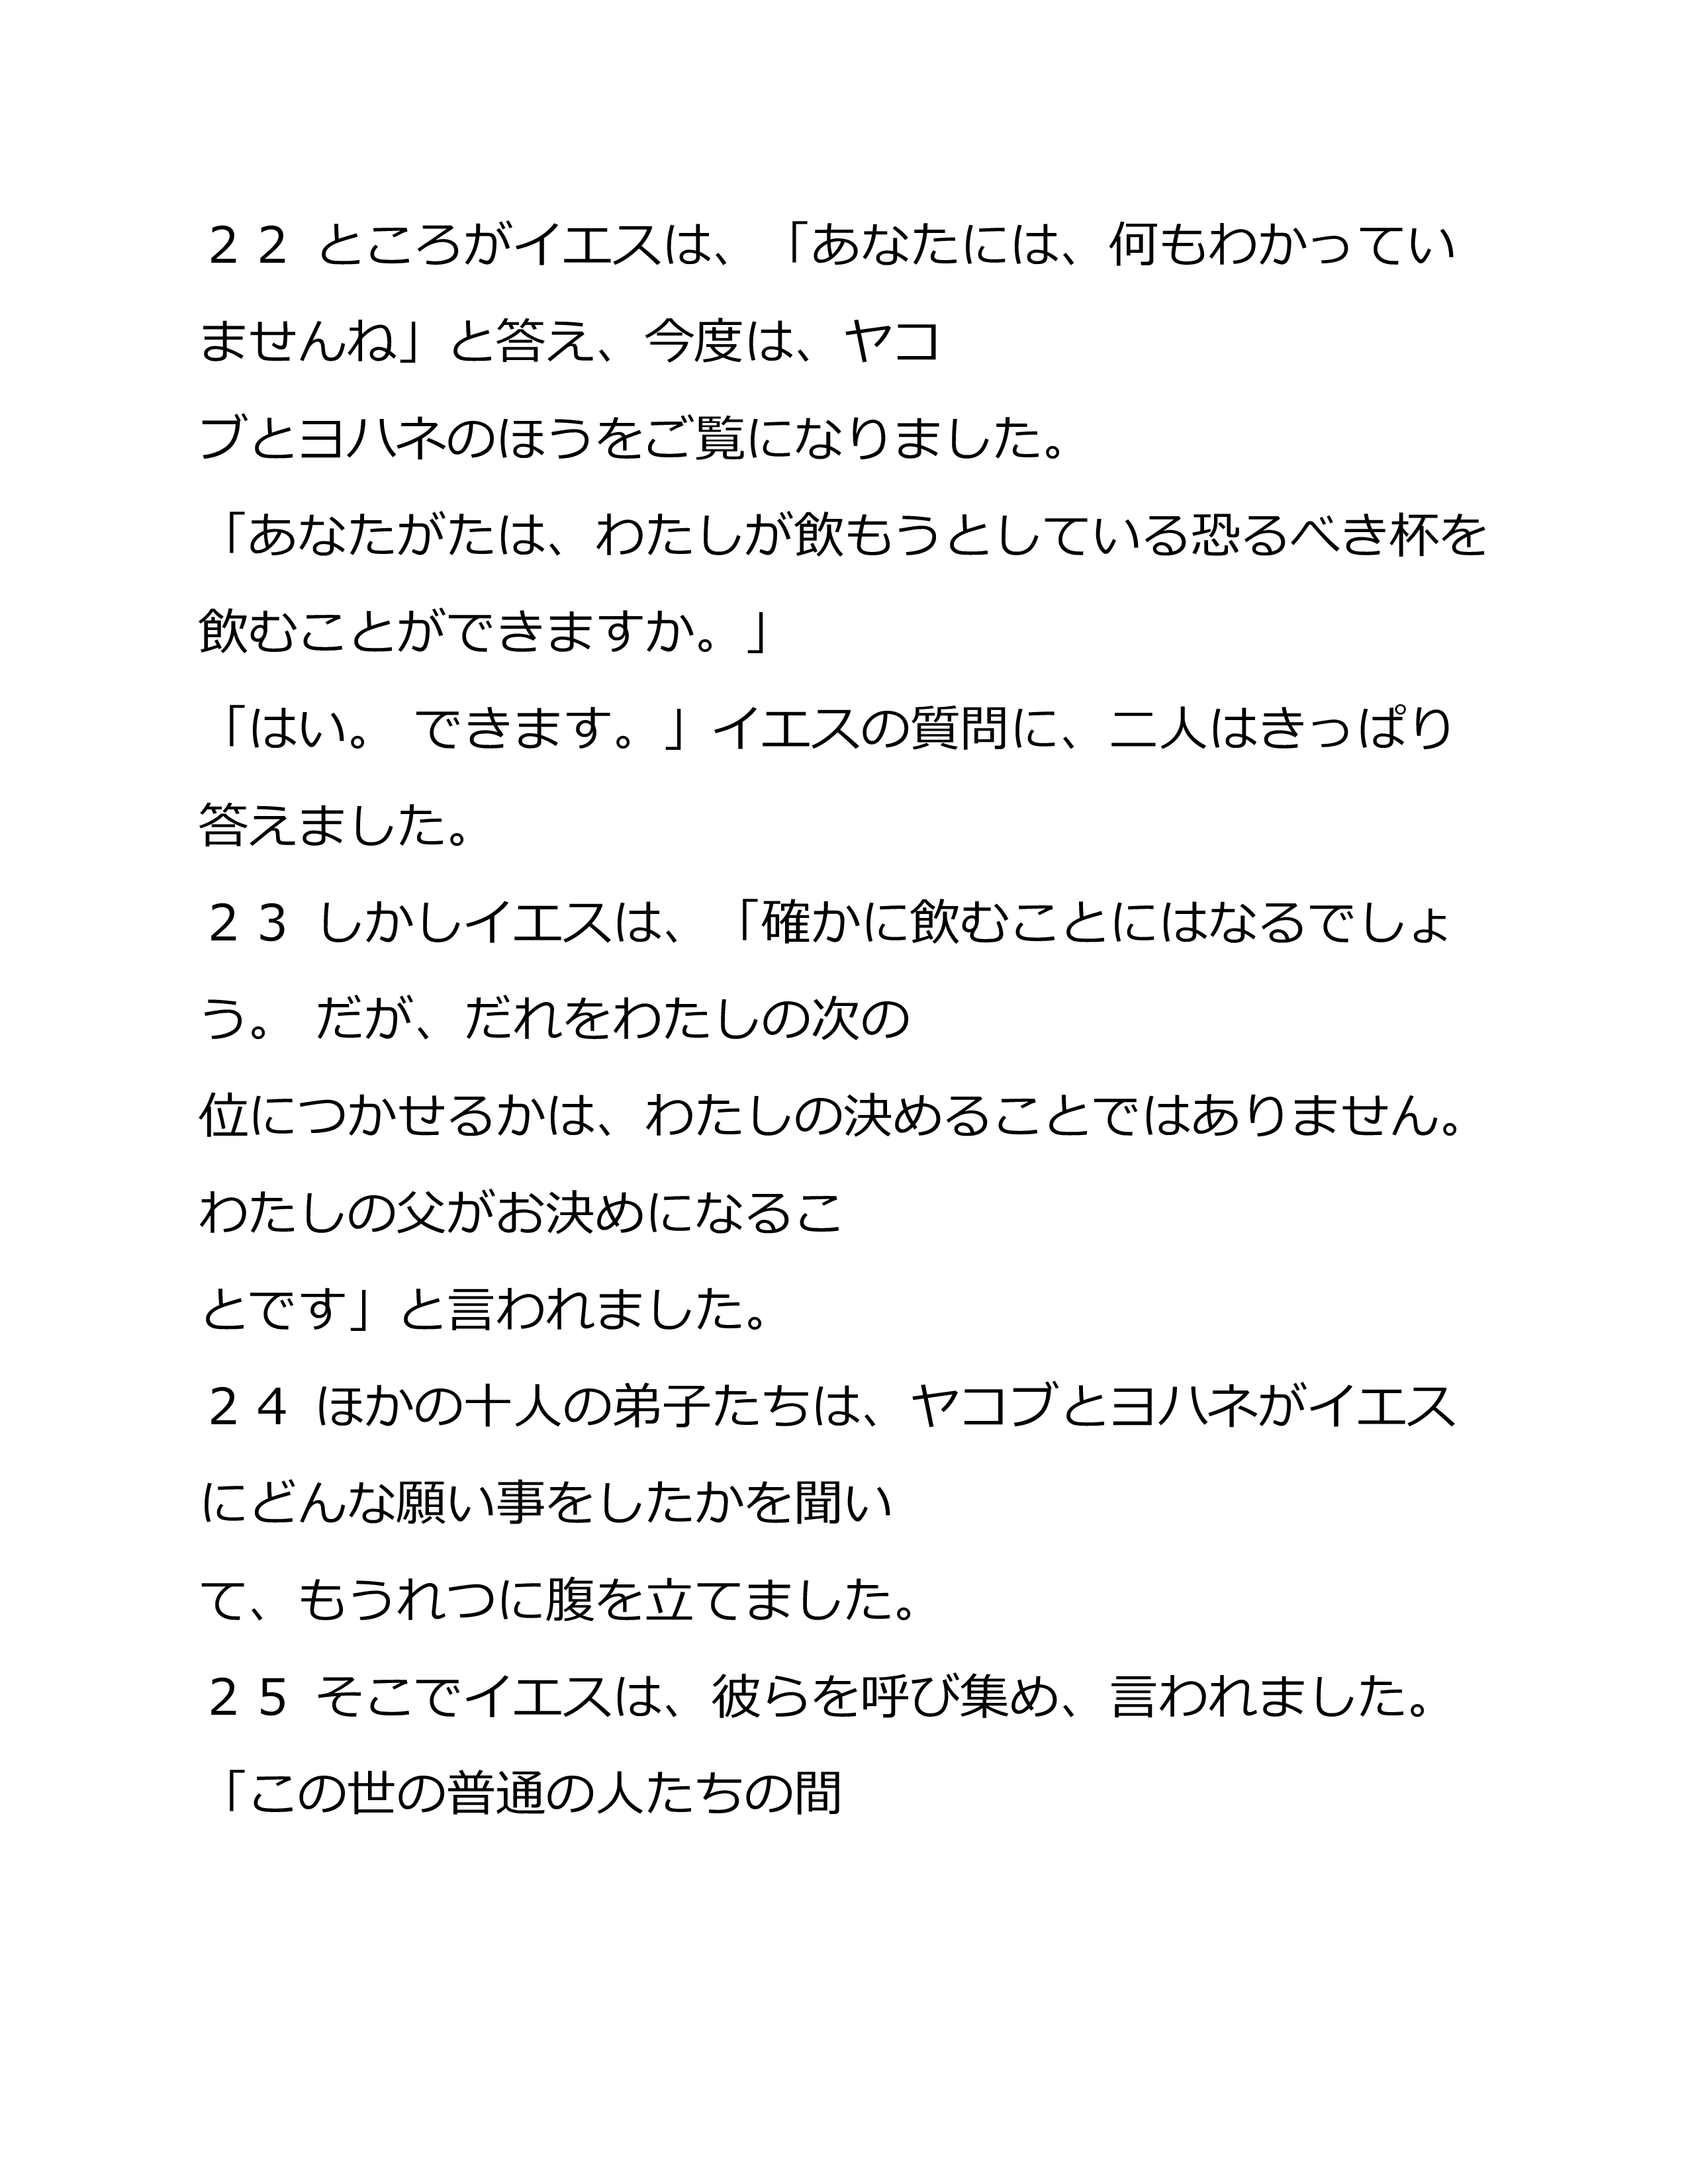 ２２ ところがイエスは、「あなたには、何もわかってい
ませんね」と答え、今度は、ヤコ
ブとヨハネのほうをご覧になりました。
「あなたがたは、わたしが飲もうとしている恐るべき杯を
飲むことができますか。」
「はい。 できます。」イエスの質問に、二人はきっぱり
答えました。
２３ しかしイエスは、「確かに飲むことにはなるでしょ
う。 だが、だれをわたしの次の
位につかせるかは、わたしの決めることではありません。
わたしの父がお決めになるこ
とです」と言われました。
２４ ほかの十人の弟子たちは、ヤコブとヨハネがイエス
にどんな願い事をしたかを聞い
て、もうれつに腹を立てました。
２５ そこでイエスは、彼らを呼び集め、言われました。
「この世の普通の人たちの間